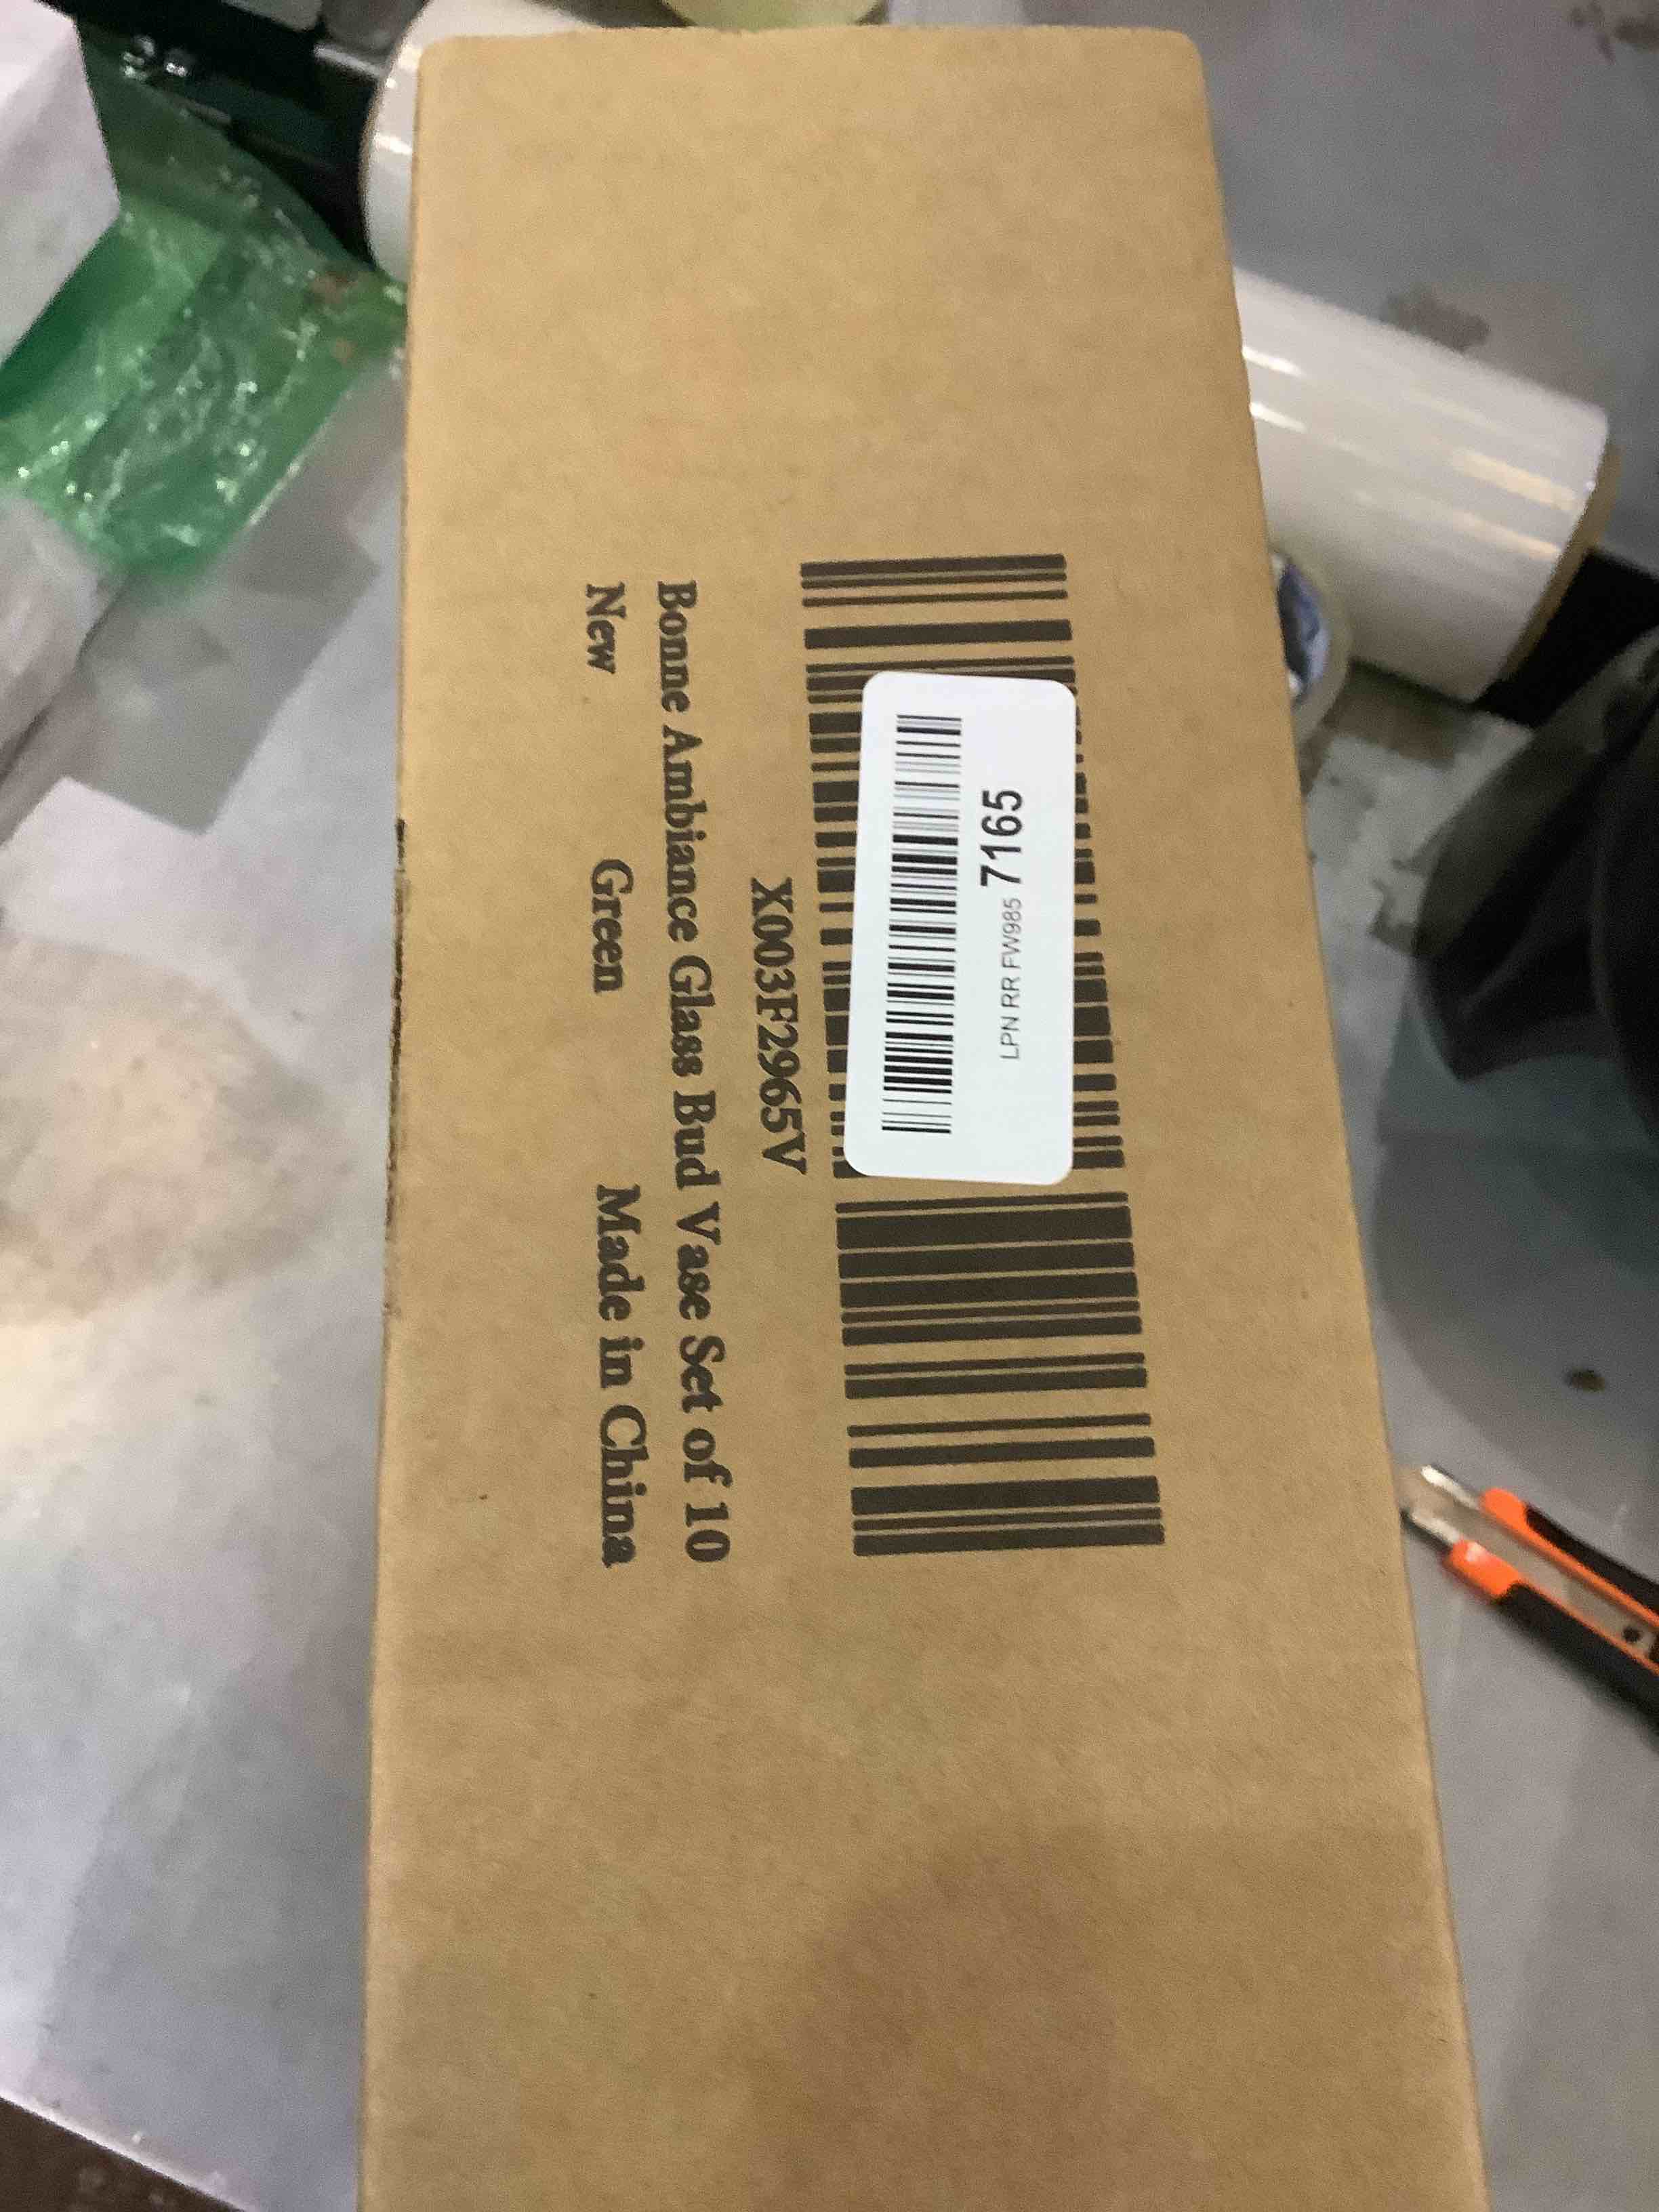 LPN RR FW985 7165
X003F2965V
Bonne Ambiance Glass Bud Vase Set of 10
New Green Made in China